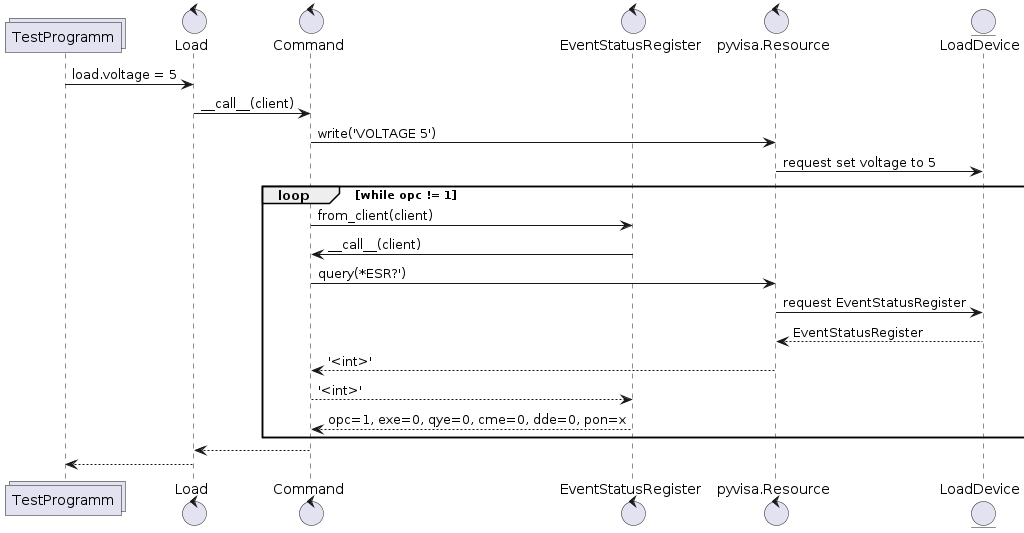 TestProgramm
Load
Command
EventStatusRegister
pyvisa.Resource
LoadDevice
load.voltage = 5
__call__(client)
write('VOLTAGE 5')
request set voltage to 5
loop [while opc != 1]
from_client(client)
__call__(client)
query(*ESR?')
request EventStatusRegister
EventStatusRegister
'<int>'
'<int>'
opc=1, exe=0, qye=0, cme=0, dde=0, pon=x
TestProgramm
Load
Command
EventStatusRegister
pyvisa.Resource
LoadDevice